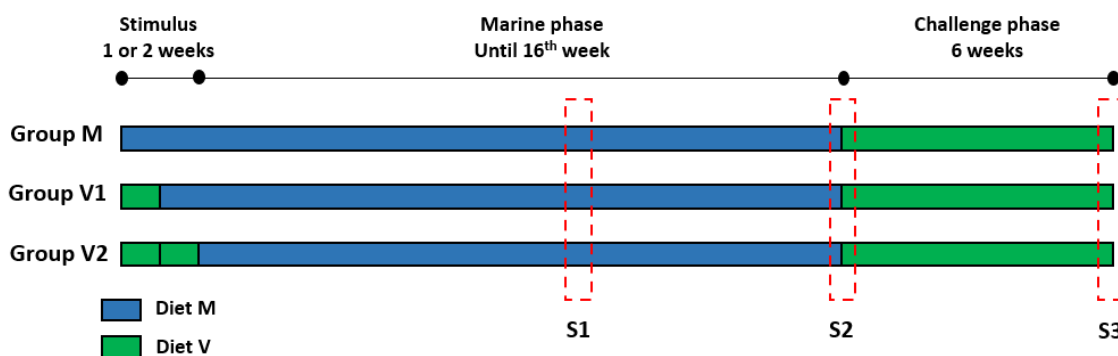 Stimulus
1 or 2 weeks
Marine phase
Until 16th week
Challenge phase
6 weeks
Group M
Group V1
Group V2
Diet M
Diet V
S1
S2
S3